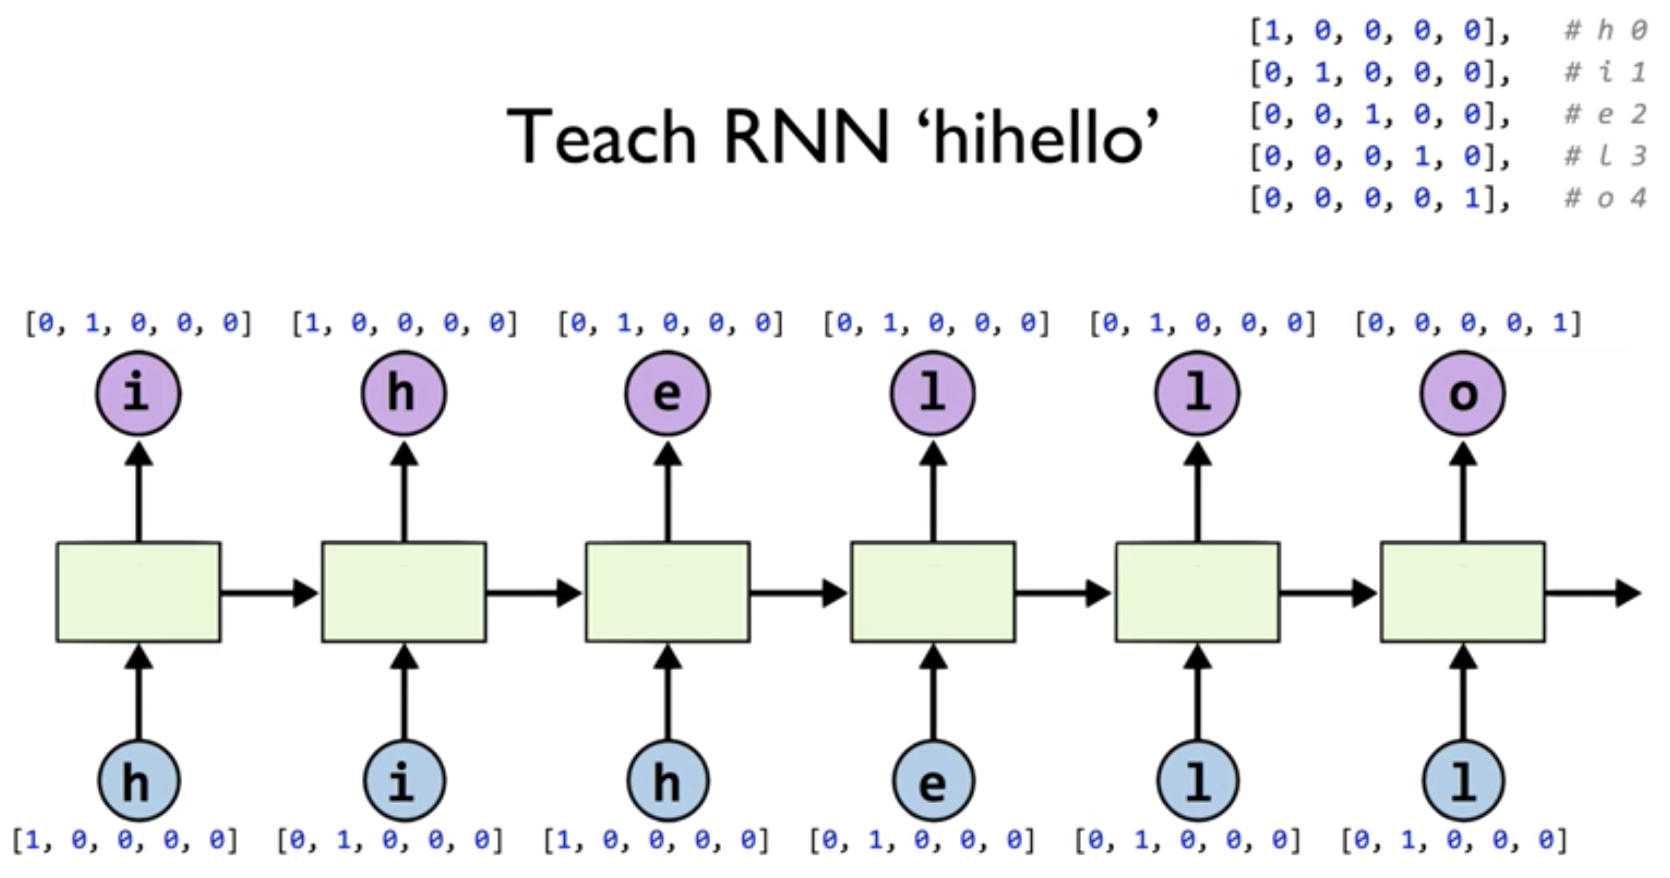 [1, 0, 0, 0, 0], # h 0
[0, 1, 0, 0, 0], # i 1
[0, 0, 1, 0, 0], # e 2
[0, 0, 0, 1, 0], # l 3
[0, 0, 0, 0, 1], # o 4
Teach RNN ‘hihello’
[0, 1, 0, 0, 0] [1, 0, 0, 0, 0] [0, 1, 0, 0, 0] [0, 1, 0, 0, 0] [0, 1, 0, 0, 0] [0, 0, 0, 0, 1]
i h e l l o
h i h e l l
[1, 0, 0, 0, 0] [0, 1, 0, 0, 0] [1, 0, 0, 0, 0] [0, 1, 0, 0, 0] [0, 1, 0, 0, 0] [0, 1, 0, 0, 0]